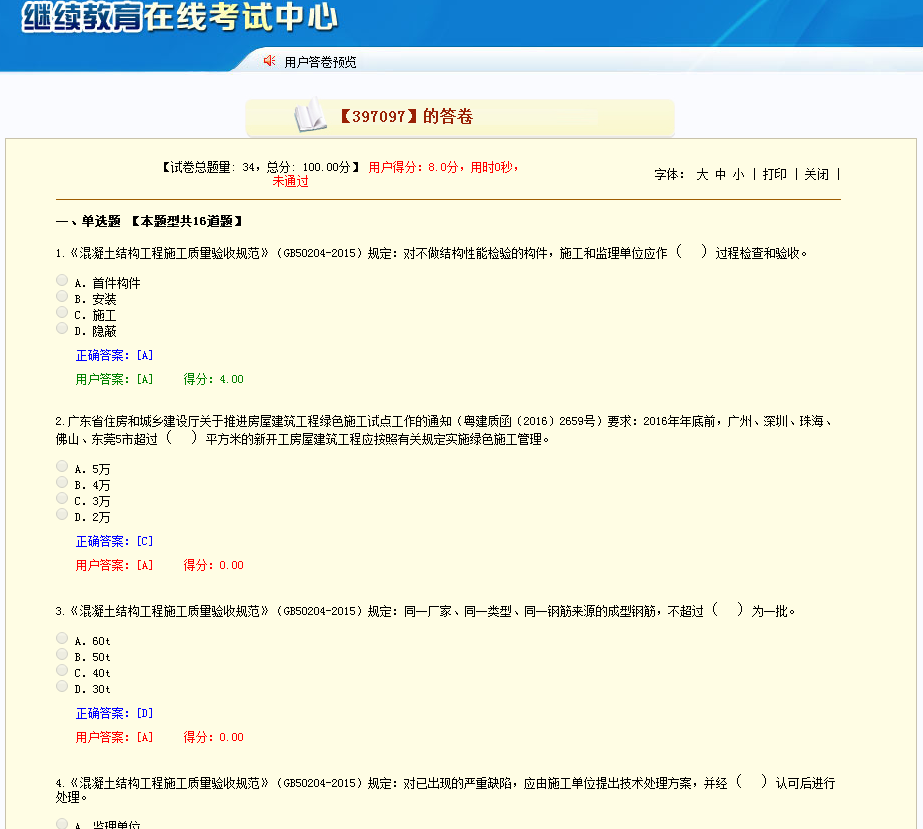 继续教育在线考试中心
用户答卷预览
【397097】的答卷
【试卷总题量: 34，总分: 100.00分】 用户得分：8.0分，用时0秒，
未通过
字体： 大 中 小 | 打印 | 关闭 |
一、单选题 【本题型共16道题】
1.《混凝土结构工程施工质量验收规范》（GB50204-2015）规定：对不做结构性能检验的构件，施工和监理单位应作（ ）过程检查和验收。
A. 首件构件
B. 安装
C. 施工
D. 隐蔽
正确答案：[A]
用户答案：[A] 得分：4.00
2.广东省住房和城乡建设厅关于推进房屋建筑工程绿色施工试点工作的通知（粤建质函（2016）2659号）要求：2016年年底前，广州、深圳、珠海、
佛山、东莞5市超过（ ）平方米的新开工房屋建筑工程应按照有关规定实施绿色施工管理。
A. 5万
B. 4万
C. 3万
D. 2万
正确答案：[C]
用户答案：[A] 得分：0.00
3.《混凝土结构工程施工质量验收规范》（GB50204-2015）规定：同一厂家、同一类型、同一钢筋来源的成型钢筋，不超过（ ）为一批。
A. 60t
B. 50t
C. 40t
D. 30t
正确答案：[D]
用户答案：[A] 得分：0.00
4.《混凝土结构工程施工质量验收规范》（GB50204-2015）规定：对已出现的严重缺陷，应由施工单位提出技术处理方案，并经（ ）认可后进行
处理。
A. 监理单位